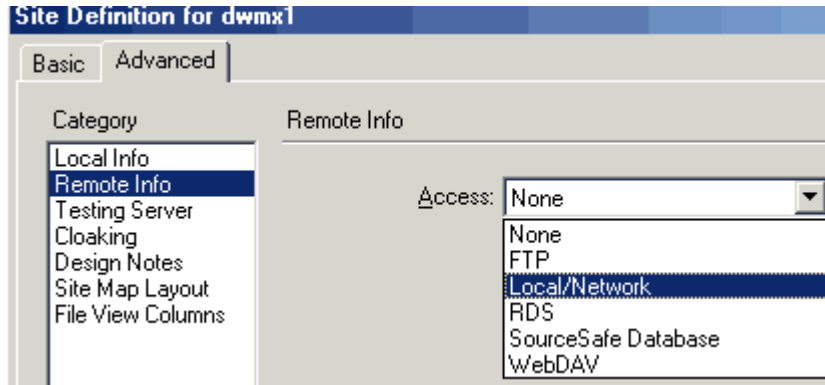 Site Definition for dwmx1
Basic
Advanced
Category
Remote Info
Local Info
Remote Info
Testing Server
Cloaking
Design Notes
Site Map Layout
File View Columns
Access: None
None
FTP
Local/Network
RDS
SourceSafe Database
WebDAV